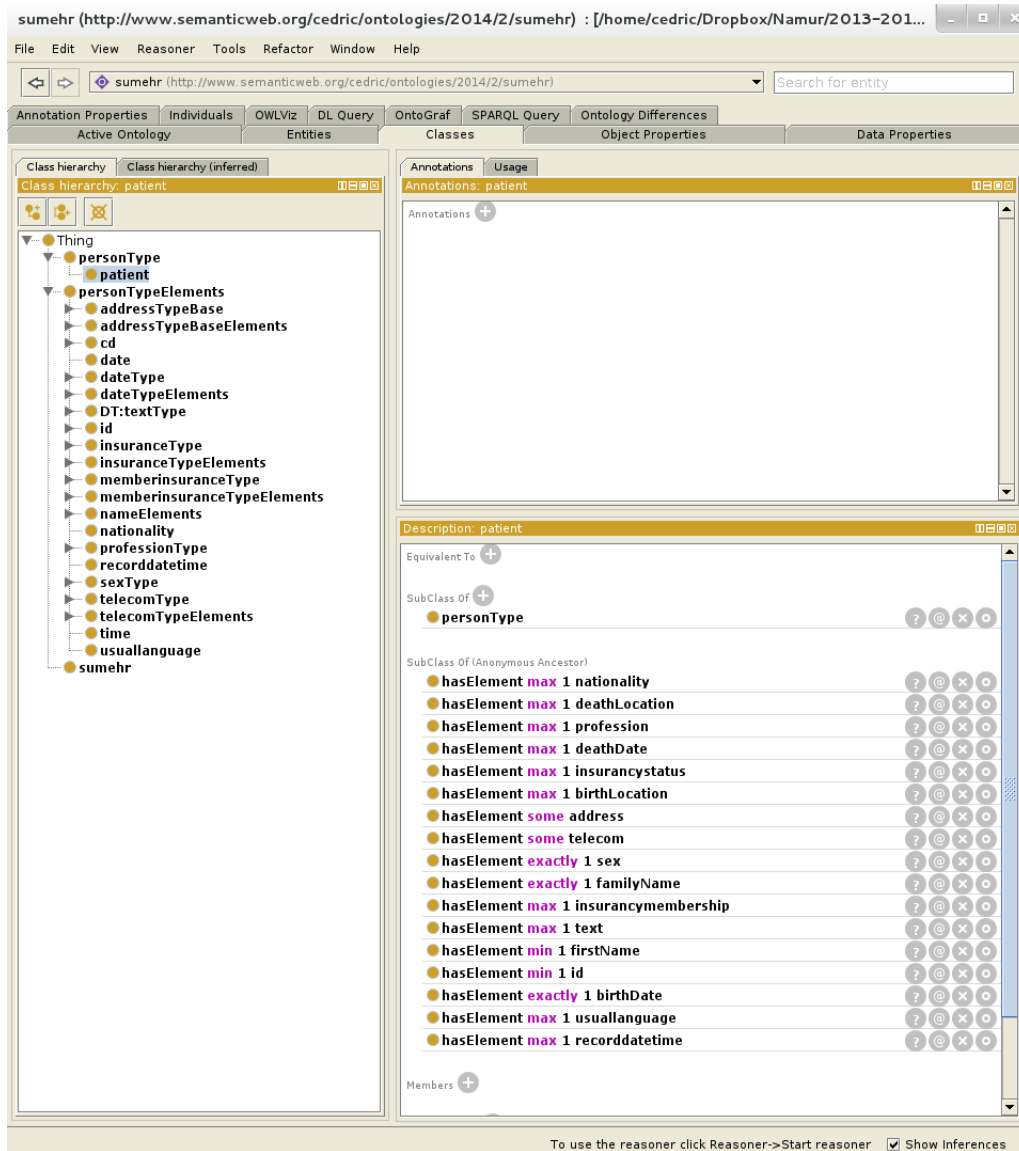 sumehr (http://www.semanticweb.org/cedric/ontologies/2014/2/sumehr) : [/home/cedric/Dropbox/Namur/2013-201...
File Edit View Reasoner Tools Refactor Window Help
sumehr (http://www.semanticweb.org/cedric/ontologies/2014/2/sumehr) Search for entity
Annotation Properties Individuals OWLViz DL Query OntoGraf SPARQL Query Ontology Differences
Active Ontology Entities Classes Object Properties Data Properties
Class hierarchy Class hierarchy (inferred)
Class hierarchy: patient
Thing
personType
patient
personTypeElements
addressTypeBase
addressTypeBaseElements
cd
date
dateType
dateTypeElements
DT:textType
id
insuranceType
insuranceTypeElements
memberinsuranceType
memberinsuranceTypeElements
nameElements
nationality
professionType
recorddatetime
sexType
telecomType
telecomTypeElements
time
usuallanguage
sumehr
Annotations Usage
Annotations: patient
Annotations
Description: patient
Equivalent To
SubClass Of
personType
SubClass Of (Anonymous Ancestor)
hasElement max 1 nationality
hasElement max 1 deathLocation
hasElement max 1 profession
hasElement max 1 deathDate
hasElement max 1 insurancystatus
hasElement max 1 birthLocation
hasElement some address
hasElement some telecom
hasElement exactly 1 sex
hasElement exactly 1 familyName
hasElement max 1 insurancymembership
hasElement max 1 text
hasElement min 1 firstName
hasElement min 1 id
hasElement exactly 1 birthDate
hasElement max 1 usuallanguage
hasElement max 1 recorddatetime
Members
To use the reasoner click Reasoner->Start reasoner Show Inferences